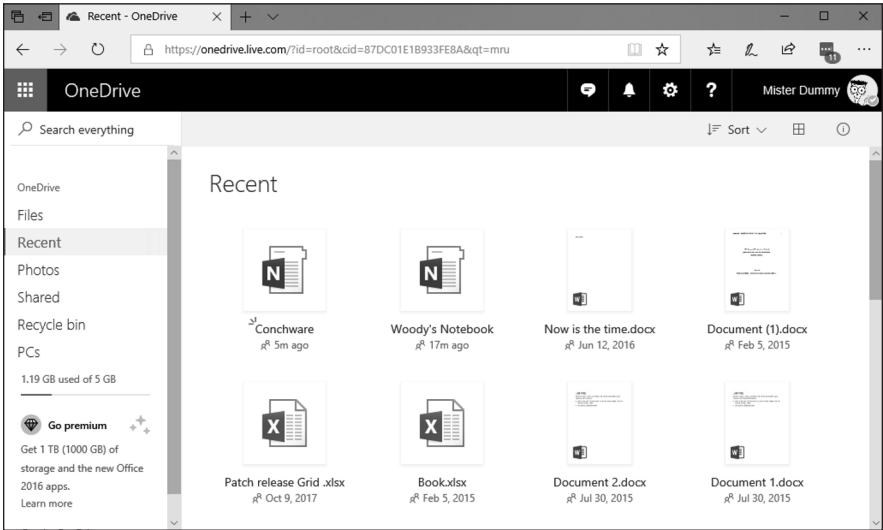 Recent - OneDrive
https://onedrive.live.com/?id=root&cid=87DC01E1B933FE8A&qt=mru
11
OneDrive
?
Mister Dummy
Search everything
Sort
OneDrive
Files
Recent
Photos
Shared
Recycle bin
PCs
1.19 GB used of 5 GB
Go premium
Get 1 TB (1000 GB) of
storage and the new Office
2016 apps.
Learn more
Recent
N
Conchware
5m ago
N
Woody's Notebook
17m ago
W
Now is the time.docx
Jun 12, 2016
W
Document (1).docx
Feb 5, 2015
X
Patch release Grid .xlsx
Oct 9, 2017
X
Book.xlsx
Feb 5, 2015
W
Document 2.docx
Jul 30, 2015
W
Document 1.docx
Jul 30, 2015